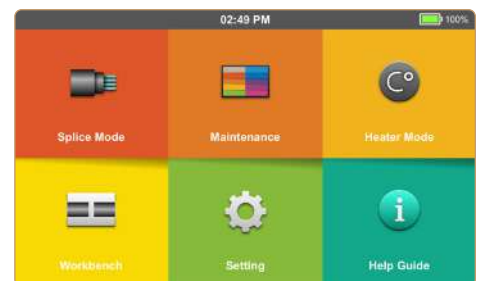 02:49 PM 100%
Splice Mode Maintenance Heater Mode
C°
Workbench Setting Help Guide